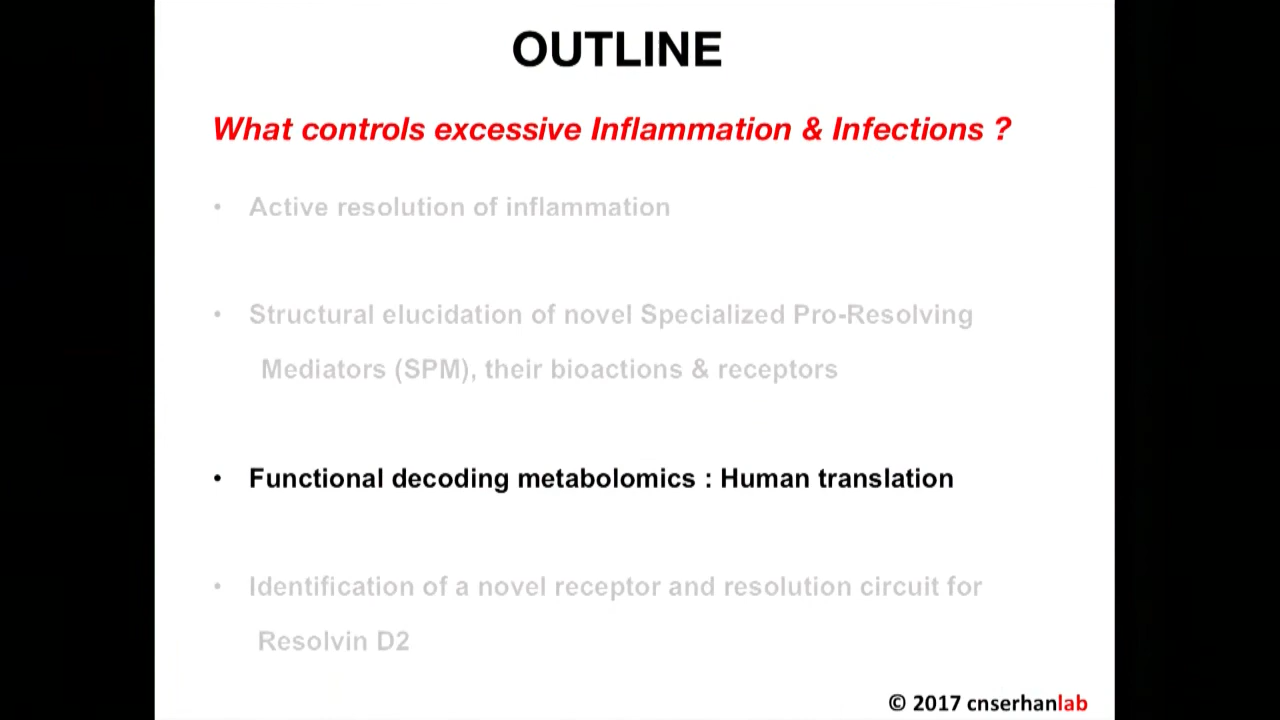 OUTLINE
What controls excessive Inflammation & Infections ?
• Active resolution of inflammation
• Structural elucidation of novel Specialized Pro-Resolving
Mediators (SPM), their bioactions & receptors
• Functional decoding metabolomics : Human translation
• Identification of a novel receptor and resolution circuit for
Resolvin D2
© 2017 cnserhanlab